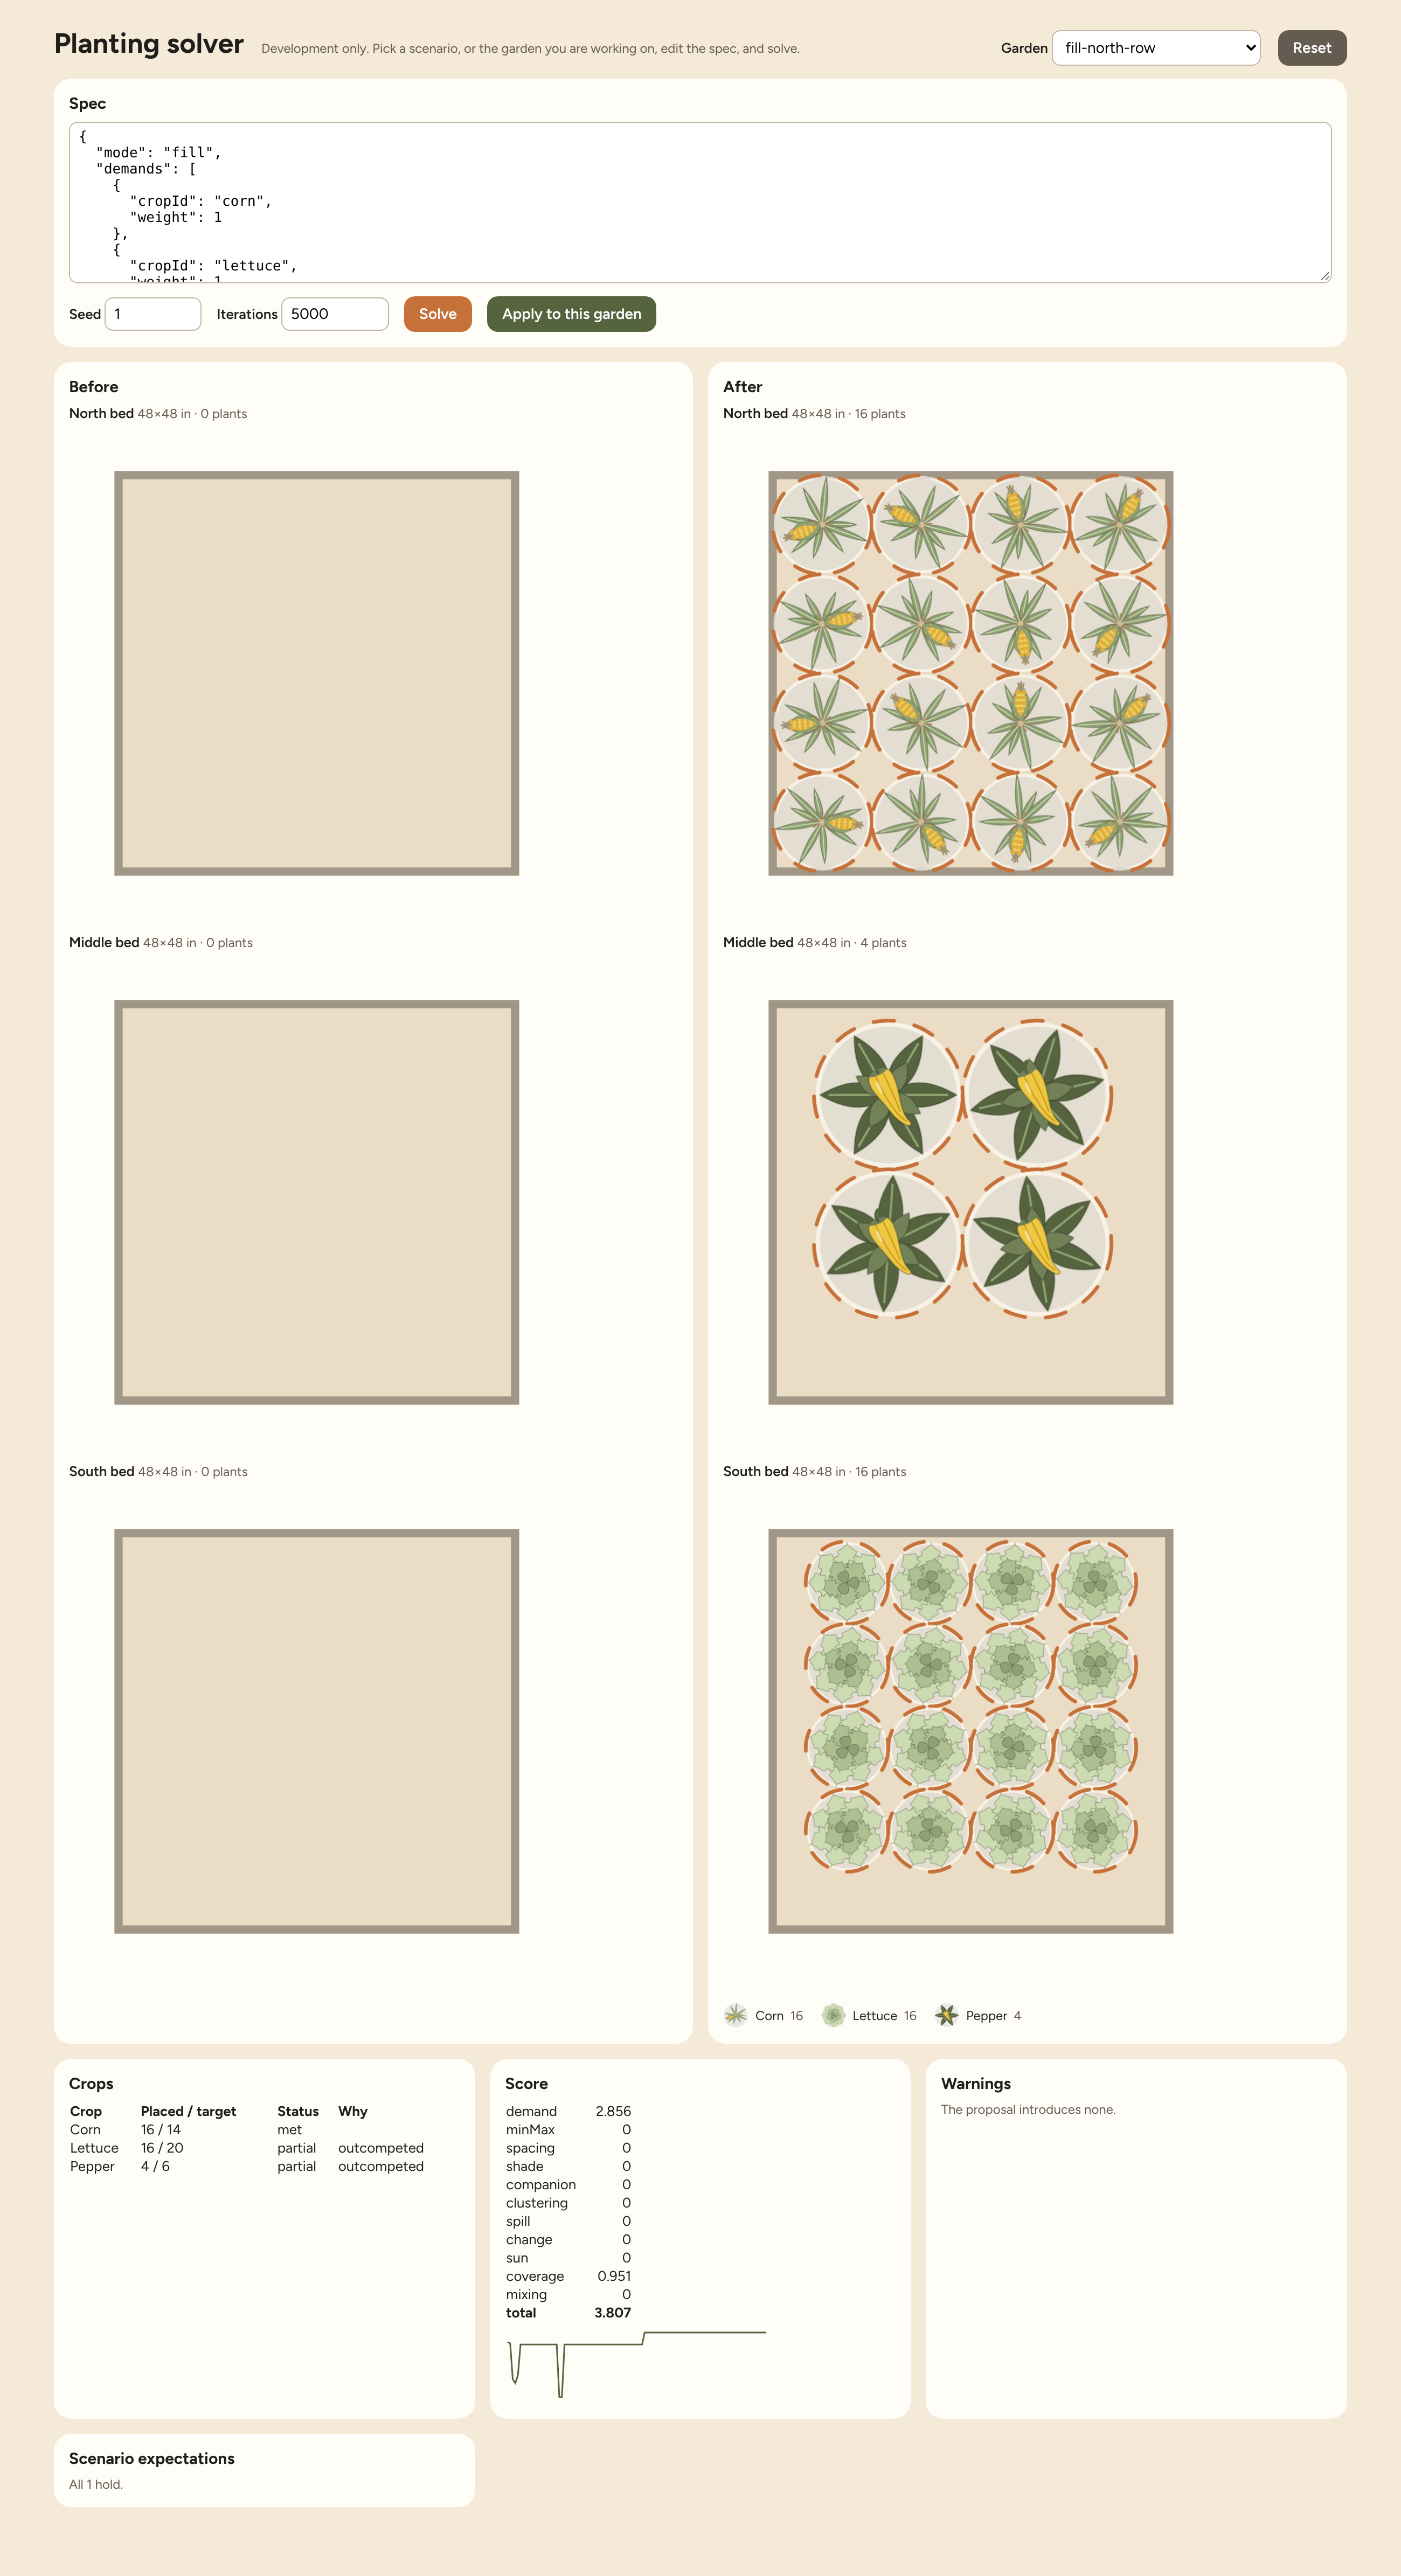 Planting solver
Development only. Pick a scenario, or the garden you are working on, edit the spec, and solve.
Garden
fill-north-row
Reset
Spec
{
"mode": "fill",
"demands": [
{
"cropId": "corn",
"weight": 1
},
{
"cropId": "lettuce",
"weight": 1
Seed
1
Iterations
5000
Solve
Apply to this garden
Before
North bed 48×48 in · 0 plants
Middle bed 48×48 in · 0 plants
South bed 48×48 in · 0 plants
After
North bed 48×48 in · 16 plants
Middle bed 48×48 in · 4 plants
South bed 48×48 in · 16 plants
Corn 16 Lettuce 16 Pepper 4
Crops
Crop Placed / target Status Why
Corn 16 / 14 met
Lettuce 16 / 20 partial outcompeted
Pepper 4 / 6 partial outcompeted
Score
demand 2.856
minMax 0
spacing 0
shade 0
companion 0
clustering 0
spill 0
change 0
sun 0
coverage 0.951
mixing 0
total 3.807
Warnings
The proposal introduces none.
Scenario expectations
All 1 hold.